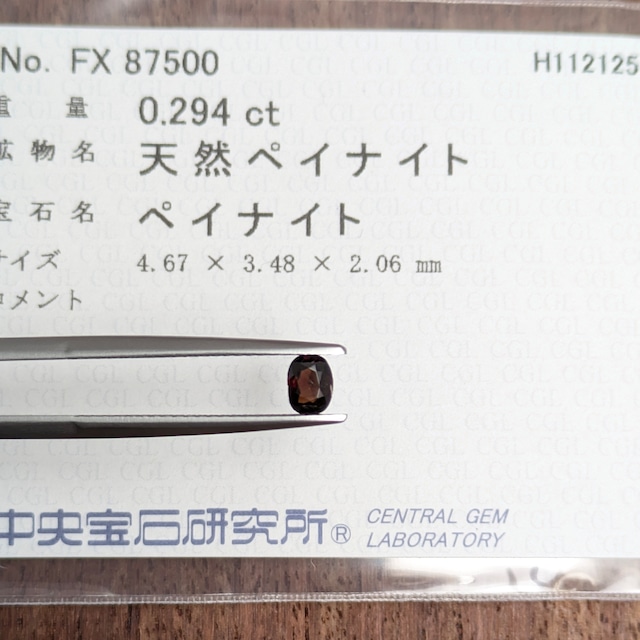 No. FX 87500 H112125
重 量 0.294 ct
鉱物名 天然ペイナイト
宝石名 ペイナイト
サイズ 4.67 × 3.48 × 2.06 mm
コメント
中央宝石研究所® CENTRAL GEM
LABORATORY